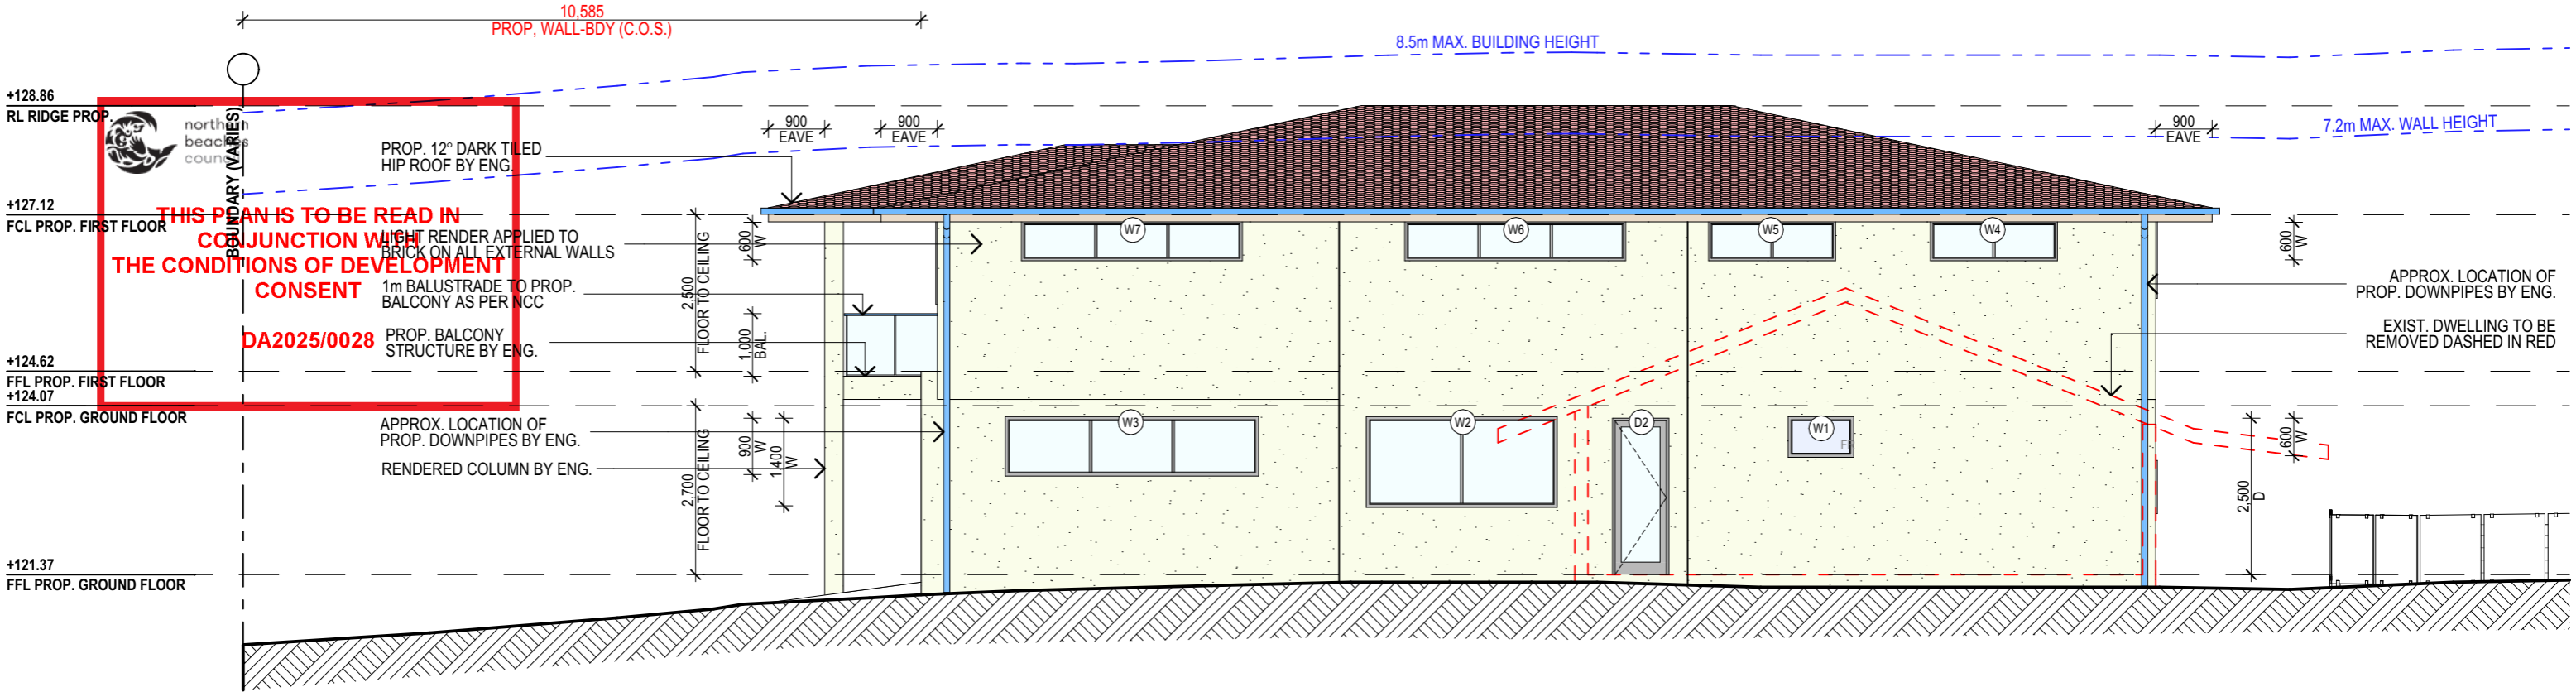 10,585
PROP, WALL-BDY (C.O.S.)
8.5m MAX. BUILDING HEIGHT
7.2m MAX. WALL HEIGHT
+128.86
RL RIDGE PROP.
northern
beaches
council
BOUNDARY (VARIES)
900
EAVE
900
EAVE
900
EAVE
PROP. 12° DARK TILED
HIP ROOF BY ENG.
+127.12
FCL PROP. FIRST FLOOR
THIS PLAN IS TO BE READ IN
CONJUNCTION WITH
THE CONDITIONS OF DEVELOPMENT
CONSENT
DA2025/0028
LIGHT RENDER APPLIED TO
BRICK ON ALL EXTERNAL WALLS
1m BALUSTRADE TO PROP.
BALCONY AS PER NCC
PROP. BALCONY
STRUCTURE BY ENG.
2,500
FLOOR TO CEILING
600
W
1,000
BAL.
W7
W6
W5
W4
600
W
APPROX. LOCATION OF
PROP. DOWNPIPES BY ENG.
EXIST. DWELLING TO BE
REMOVED DASHED IN RED
+124.62
FFL PROP. FIRST FLOOR
+124.07
FCL PROP. GROUND FLOOR
APPROX. LOCATION OF
PROP. DOWNPIPES BY ENG.
RENDERED COLUMN BY ENG.
2,700
FLOOR TO CEILING
900
W
1,400
W
W3
W2
D2
W1
600
W
2,500
D
+121.37
FFL PROP. GROUND FLOOR